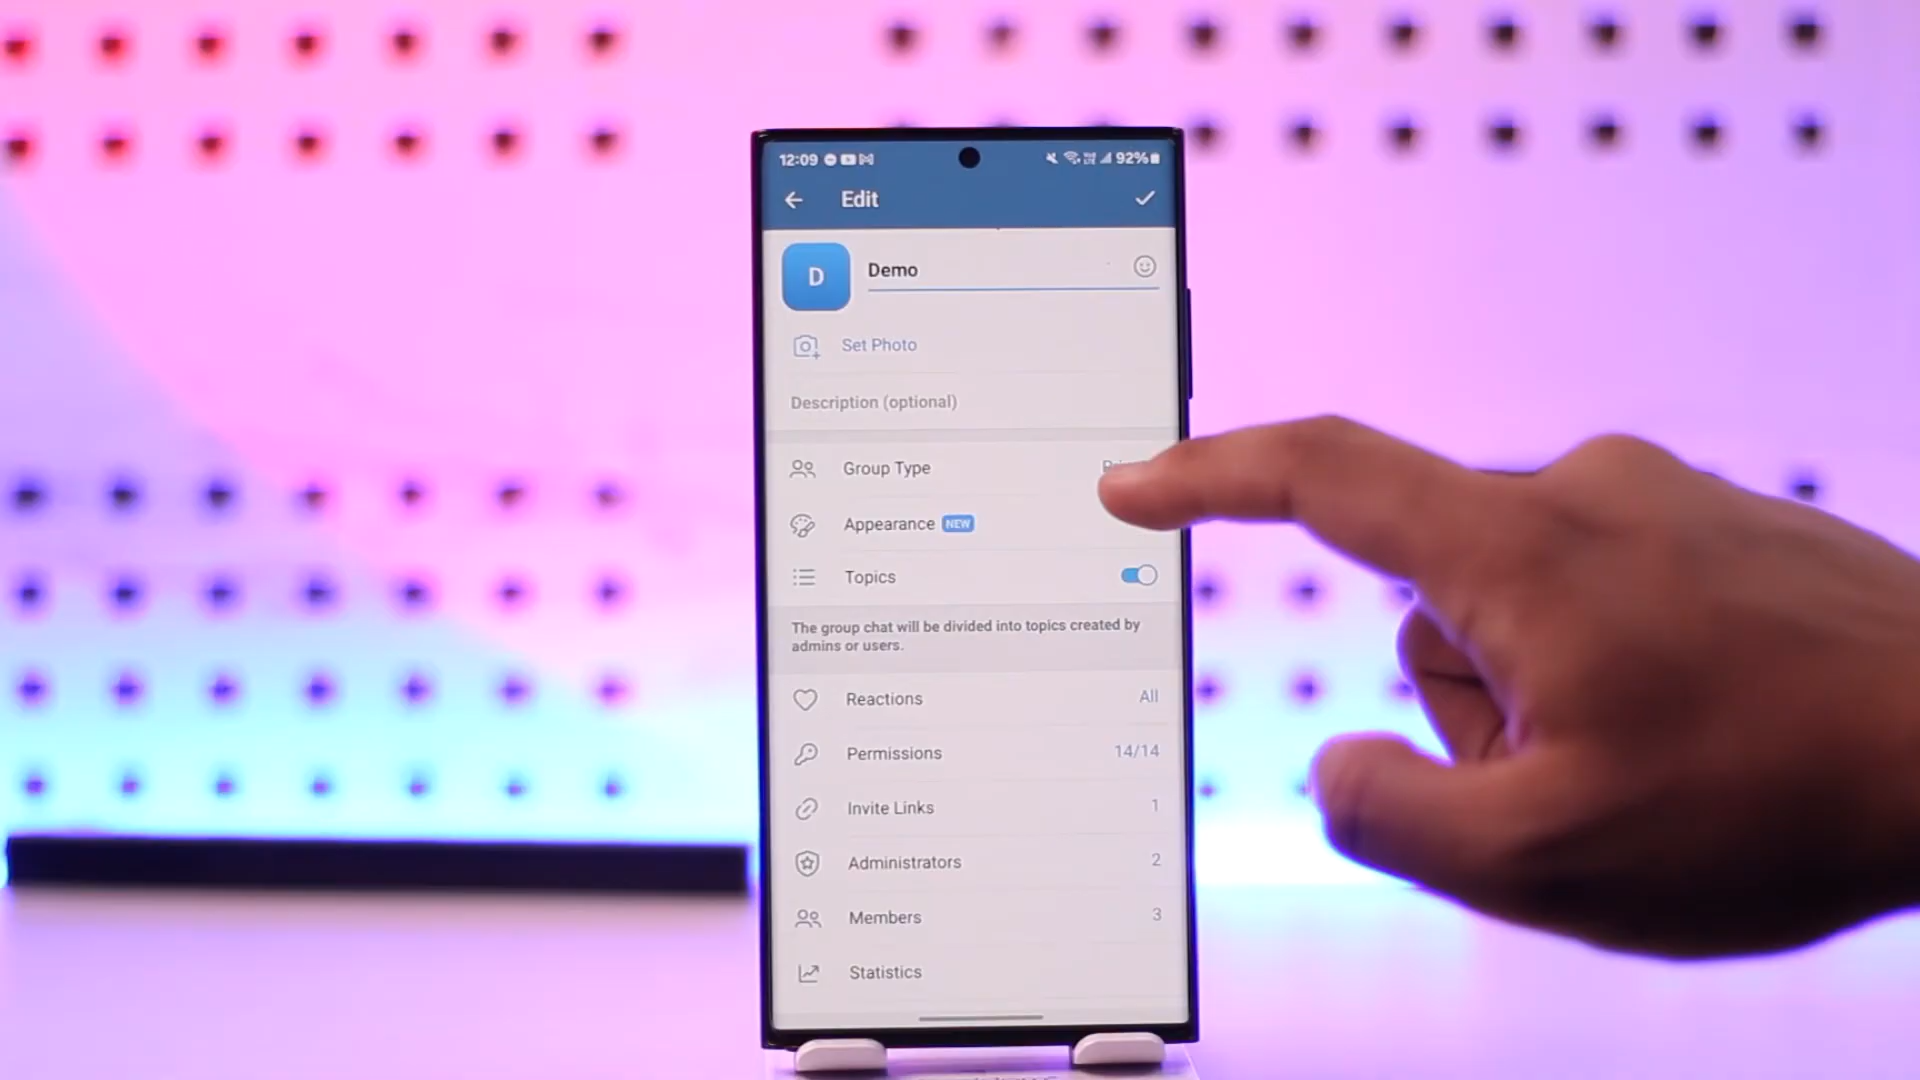 12:09 92%
Edit
D
Demo
Set Photo
Description (optional)
Group Type
Appearance NEW
Topics
The group chat will be divided into topics created by
admins or users.
Reactions All
Permissions 14/14
Invite Links 1
Administrators 2
Members 3
Statistics